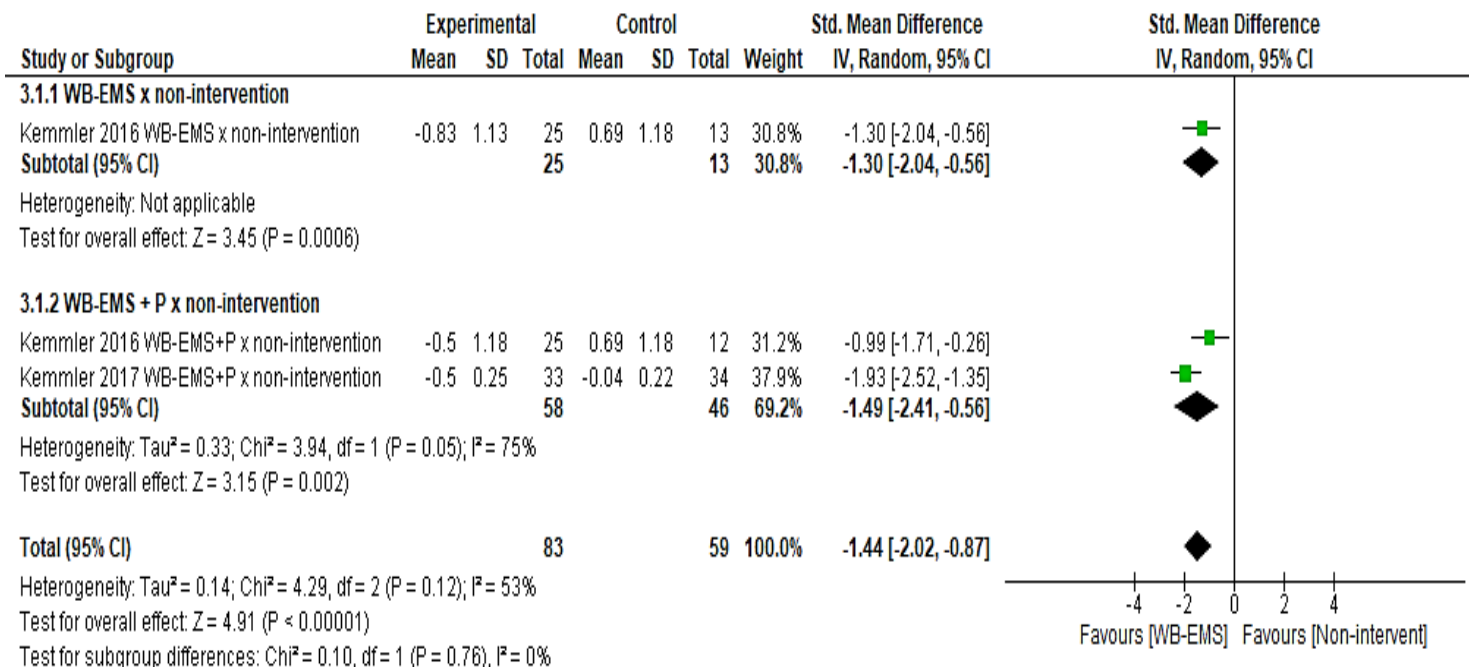 Experimental Control Std. Mean Difference Std. Mean Difference
Study or Subgroup Mean SD Total Mean SD Total Weight IV, Random, 95% CI IV, Random, 95% CI
3.1.1 WB-EMS x non-intervention
Kemmler 2016 WB-EMS x non-intervention -0.83 1.13 25 0.69 1.18 13 30.8% -1.30 [-2.04, -0.56]
Subtotal (95% CI) 25 13 30.8% -1.30 [-2.04, -0.56]
Heterogeneity: Not applicable
Test for overall effect: Z = 3.45 (P = 0.0006)
3.1.2 WB-EMS + P x non-intervention
Kemmler 2016 WB-EMS+P x non-intervention -0.5 1.18 25 0.69 1.18 12 31.2% -0.99 [-1.71, -0.26]
Kemmler 2017 WB-EMS+P x non-intervention -0.5 0.25 33 -0.04 0.22 34 37.9% -1.93 [-2.52, -1.35]
Subtotal (95% CI) 58 46 69.2% -1.49 [-2.41, -0.56]
Heterogeneity: Tau² = 0.33; Chi² = 3.94, df = 1 (P = 0.05); I² = 75%
Test for overall effect: Z = 3.15 (P = 0.002)
Total (95% CI) 83 59 100.0% -1.44 [-2.02, -0.87]
Heterogeneity: Tau² = 0.14; Chi² = 4.29, df = 2 (P = 0.12); I² = 53%
Test for overall effect: Z = 4.91 (P < 0.00001)
Test for subgroup differences: Chi² = 0.10, df = 1 (P = 0.76), I² = 0%
-4 -2 0 2 4
Favours [WB-EMS] Favours [Non-intervent]